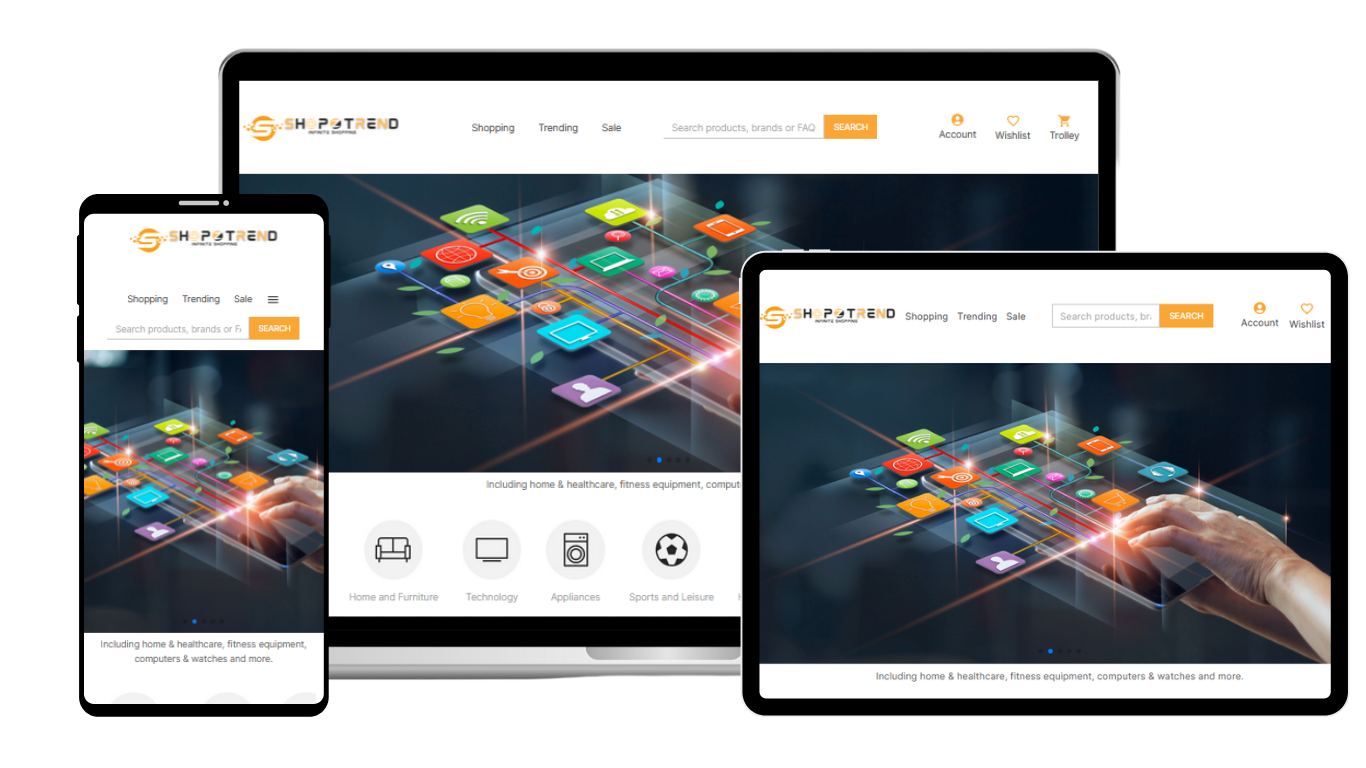 SHOPOTREND
INFINITE SHOPPING
Shopping Trending Sale
Search products, brands or FAQ SEARCH
Account Wishlist Trolley
Including home & healthcare, fitness equipment,
Home and Furniture Technology Appliances Sports and Leisure
SHOPOTREND
INFINITE SHOPPING
Shopping Trending Sale
Search products, brands or SEARCH
Including home & healthcare, fitness equipment,
computers & watches and more.
SHOPOTREND
INFINITE SHOPPING
Shopping Trending Sale
Search products, SEARCH
Account Wishlist
Including home & healthcare, fitness equipment, computers & watches and more.